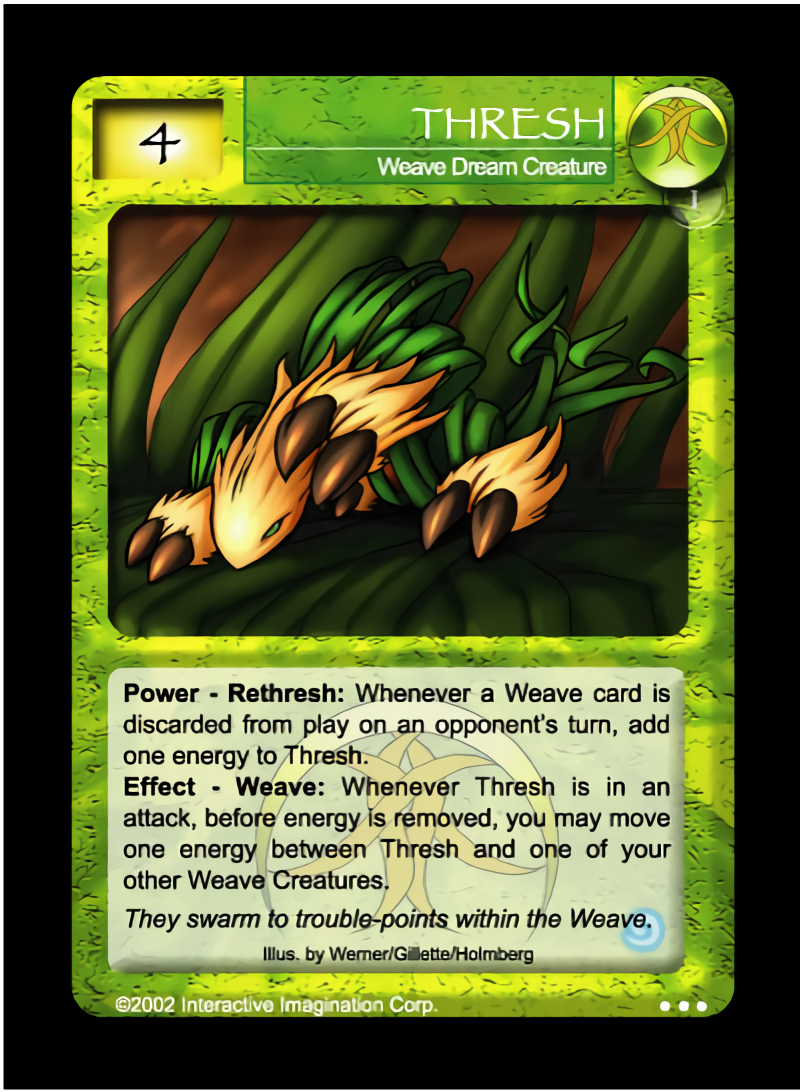 4
THRESH
Weave Dream Creature
I
Power - Rethresh: Whenever a Weave card is
discarded from play on an opponent's turn, add
one energy to Thresh.
Effect - Weave: Whenever Thresh is in an
attack, before energy is removed, you may move
one energy between Thresh and one of your
other Weave Creatures.
They swarm to trouble-points within the Weave.
Illus. by Werner/Gillette/Holmberg
©2002 Interactive Imagination Corp.